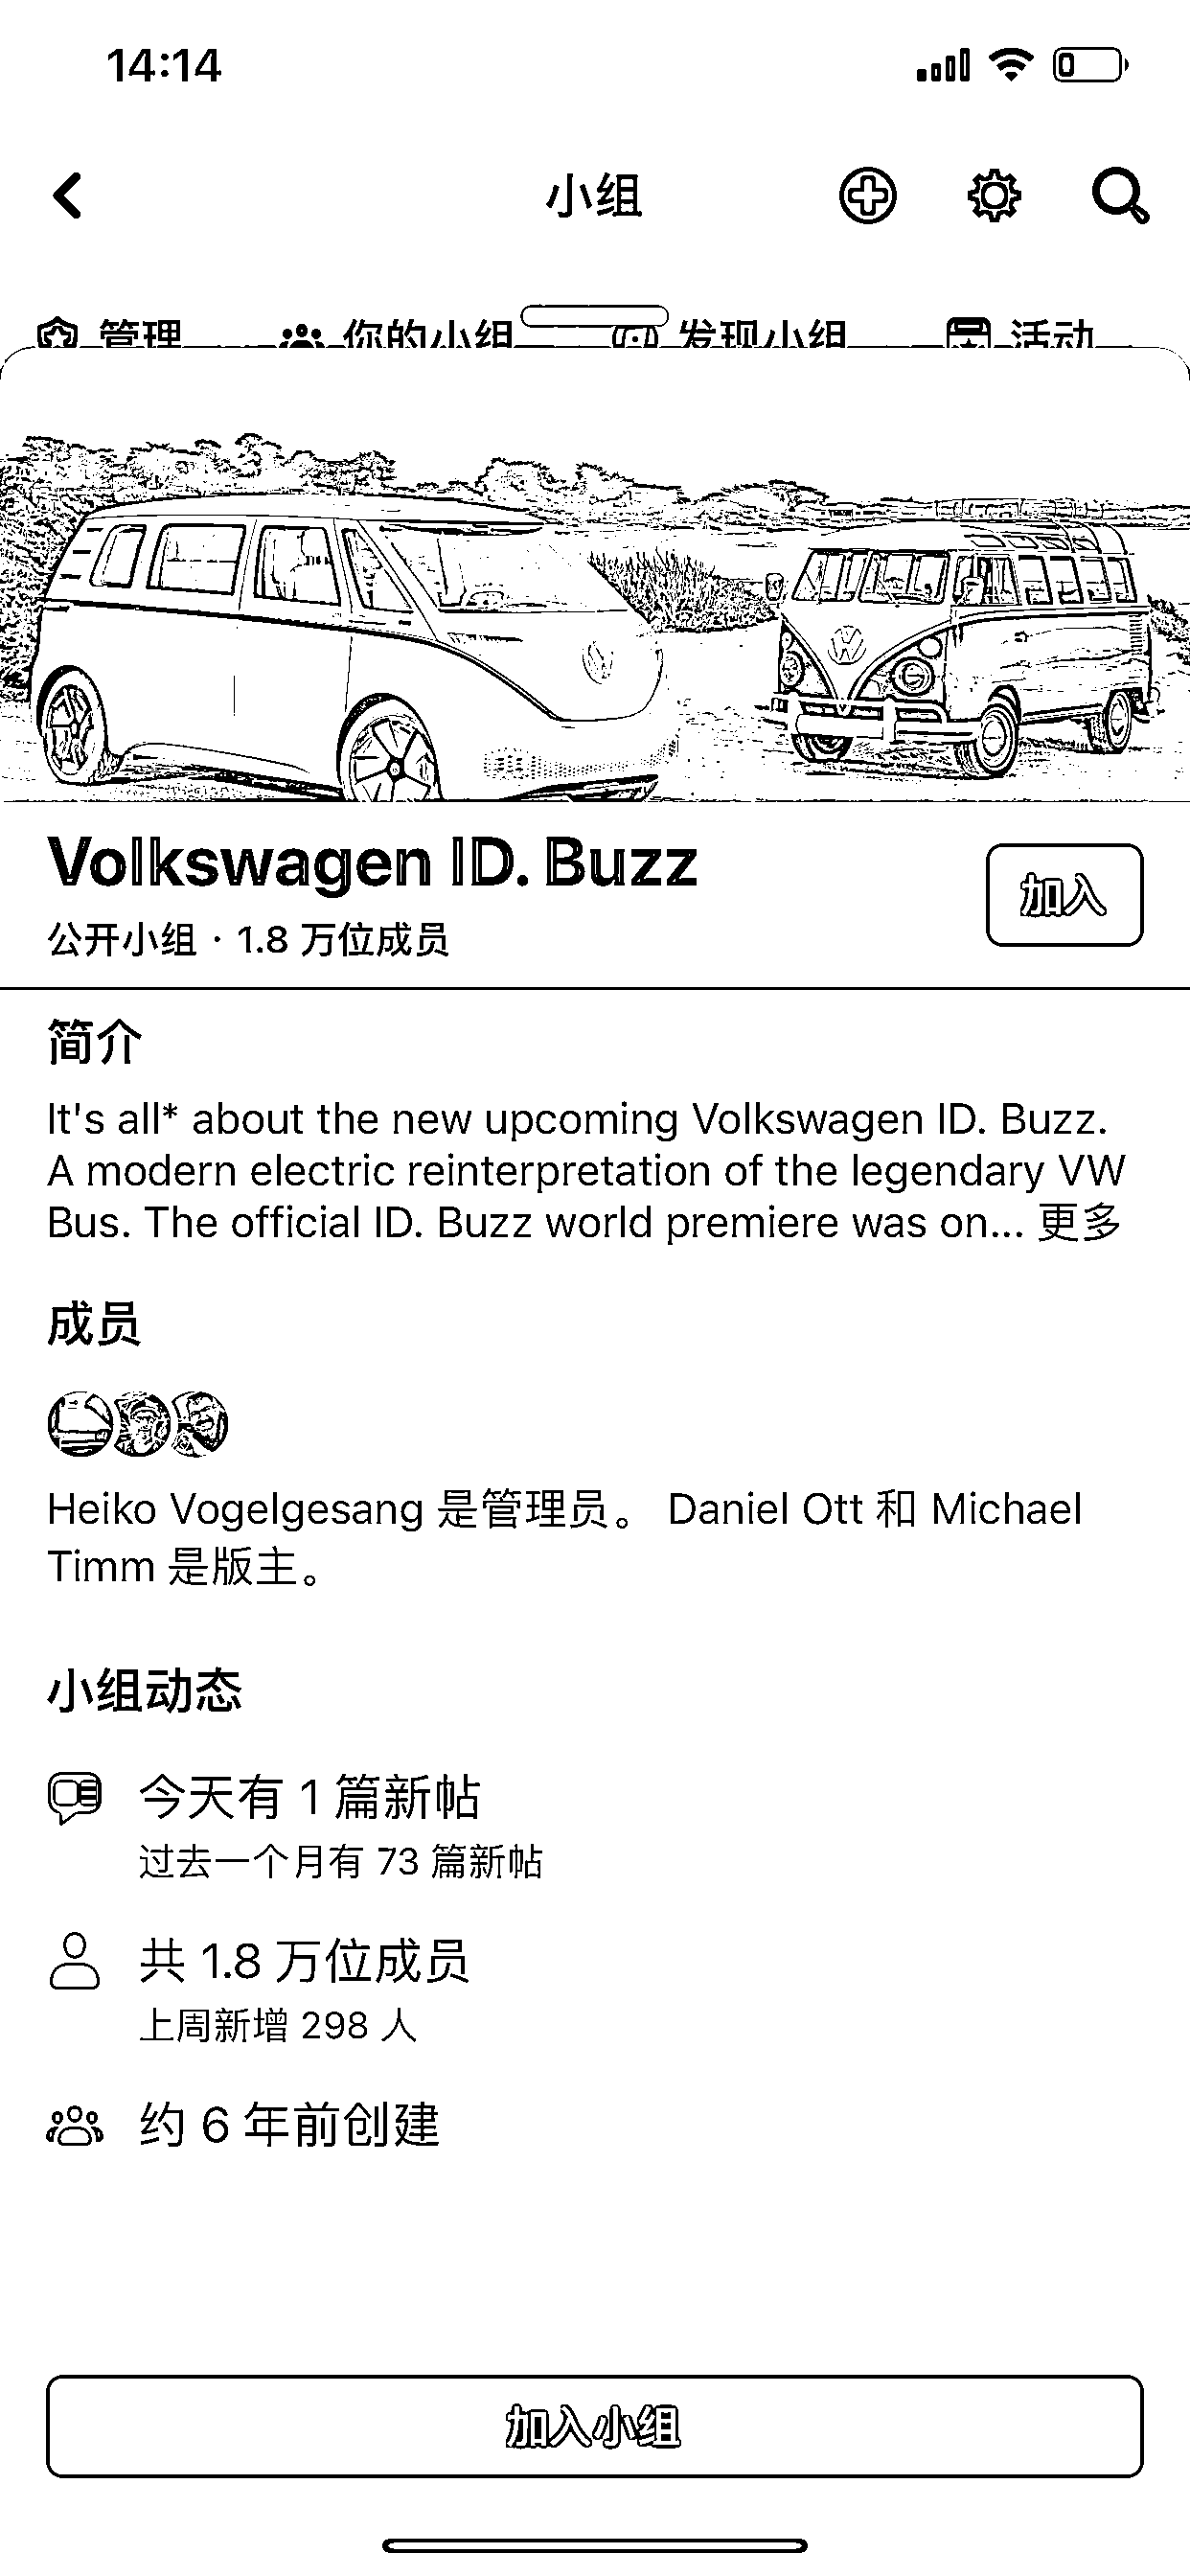 14:14
小组
管理 你的小组 发现小组 活动
Volkswagen ID. Buzz
加入
公开小组 · 1.8 万位成员
简介
It's all* about the new upcoming Volkswagen ID. Buzz.
A modern electric reinterpretation of the legendary VW
Bus. The official ID. Buzz world premiere was on... 更多
成员
Heiko Vogelgesang 是管理员。 Daniel Ott 和 Michael
Timm 是版主。
小组动态
今天有 1 篇新帖
过去一个月有 73 篇新帖
共 1.8 万位成员
上周新增 298 人
约 6 年前创建
加入小组